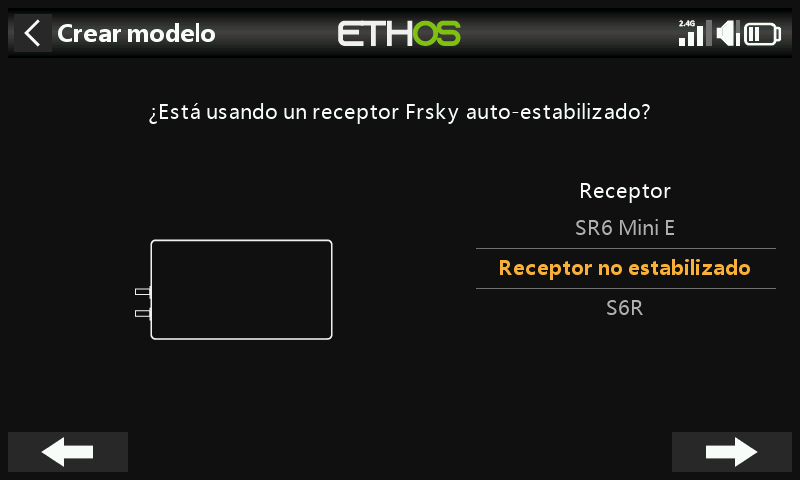 Crear modelo
ETHOS
2.4G
¿Está usando un receptor Frsky auto-estabilizado?
Receptor
SR6 Mini E
Receptor no estabilizado
S6R